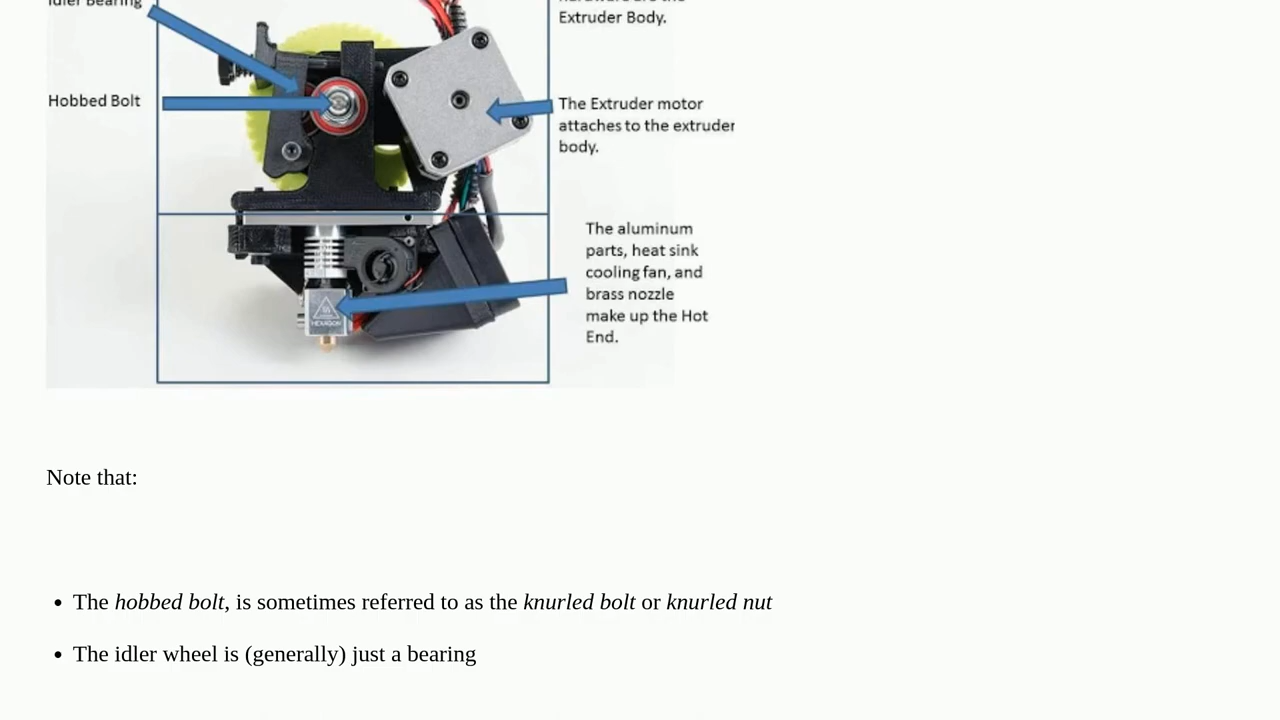 Idler Bearing
Extruder Body.
Hobbed Bolt
The Extruder motor
attaches to the extruder
body.
The aluminum
parts, heat sink
cooling fan, and
brass nozzle
make up the Hot
End.
HEXAGON
Note that:
The hobbed bolt, is sometimes referred to as the knurled bolt or knurled nut
The idler wheel is (generally) just a bearing